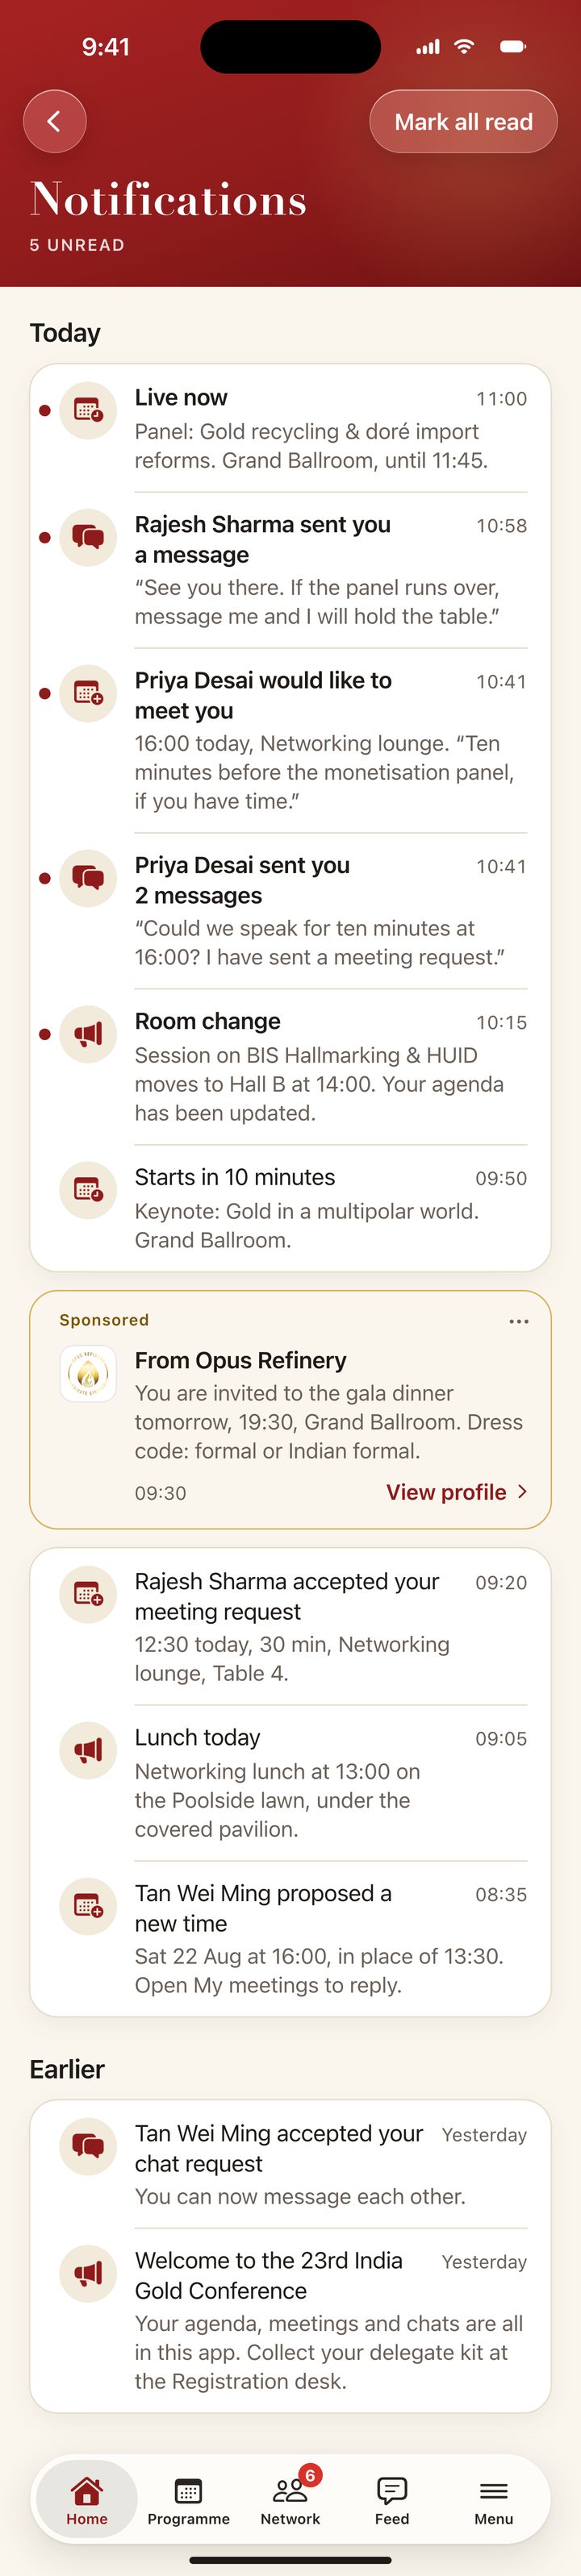 9:41
Mark all read
Notifications
5 UNREAD
Today
Live now 11:00
Panel: Gold recycling & doré import
reforms. Grand Ballroom, until 11:45.
Rajesh Sharma sent you 10:58
a message
“See you there. If the panel runs over,
message me and I will hold the table.”
Priya Desai would like to 10:41
meet you
16:00 today, Networking lounge. “Ten
minutes before the monetisation panel,
if you have time.”
Priya Desai sent you 10:41
2 messages
“Could we speak for ten minutes at
16:00? I have sent a meeting request.”
Room change 10:15
Session on BIS Hallmarking & HUID
moves to Hall B at 14:00. Your agenda
has been updated.
Starts in 10 minutes 09:50
Keynote: Gold in a multipolar world.
Grand Ballroom.
Sponsored
From Opus Refinery
You are invited to the gala dinner
tomorrow, 19:30, Grand Ballroom. Dress
code: formal or Indian formal.
09:30 View profile
Rajesh Sharma accepted your 09:20
meeting request
12:30 today, 30 min, Networking
lounge, Table 4.
Lunch today 09:05
Networking lunch at 13:00 on
the Poolside lawn, under the
covered pavilion.
Tan Wei Ming proposed a 08:35
new time
Sat 22 Aug at 16:00, in place of 13:30.
Open My meetings to reply.
Earlier
Tan Wei Ming accepted your Yesterday
chat request
You can now message each other.
Welcome to the 23rd India Yesterday
Gold Conference
Your agenda, meetings and chats are all
in this app. Collect your delegate kit at
the Registration desk.
6
Home Programme Network Feed Menu